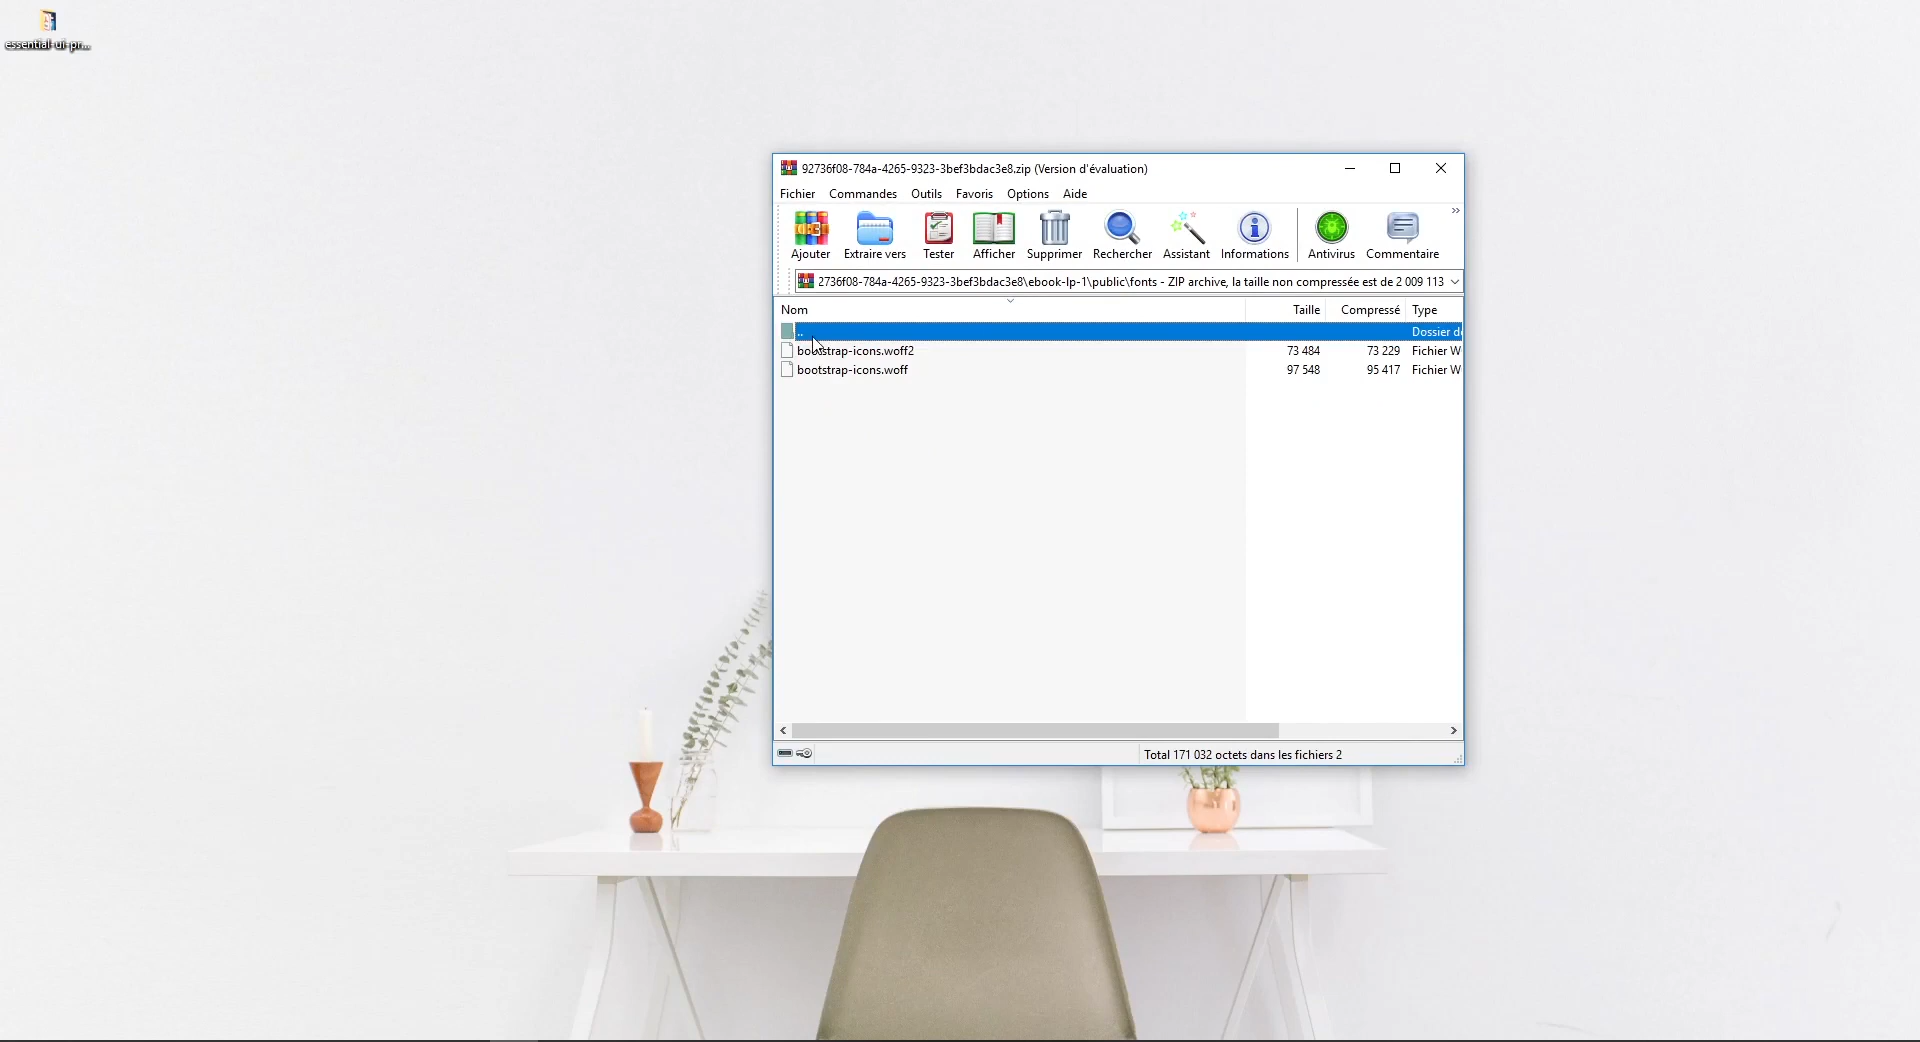 essential-ui-pr...
92736f08-784a-4265-9323-3bef3bdac3e8.zip (Version d'évaluation)
Fichier Commandes Outils Favoris Options Aide
Ajouter Extraire vers Tester Afficher Supprimer Rechercher Assistant Informations Antivirus Commentaire
2736f08-784a-4265-9323-3bef3bdac3e8\ebook-lp-1\public\fonts - ZIP archive, la taille non compressée est de 2 009 113
Nom Taille Compressé Type
.. Dossier de
bootstrap-icons.woff2 73 484 73 229 Fichier W
bootstrap-icons.woff 97 548 95 417 Fichier W
Total 171 032 octets dans les fichiers 2